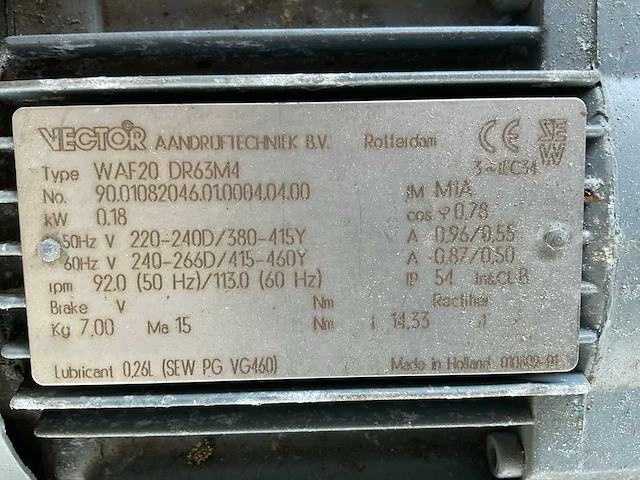 VECTOR AANDRIJFTECHNIEK B.V. Rotterdam CE SEW
Type WAF20 DR63M4 3~IEC34
No. 90.01082046.01.0004.04.00 IM M1A
kW 0.18 cos φ 0,78
50Hz V 220-240D/380-415Y A 0.96/0,55
60Hz V 240-266D/415-460Y A 0.87/0,50
rpm 92.0 (50 Hz)/113.0 (60 Hz) IP 54 Ins.Cl. B
Brake V Nm Rectifier
Kg 7,00 Ma 15 Nm i 14,33 :1
Lubricant 0,26L (SEW PG VG460) Made in Holland